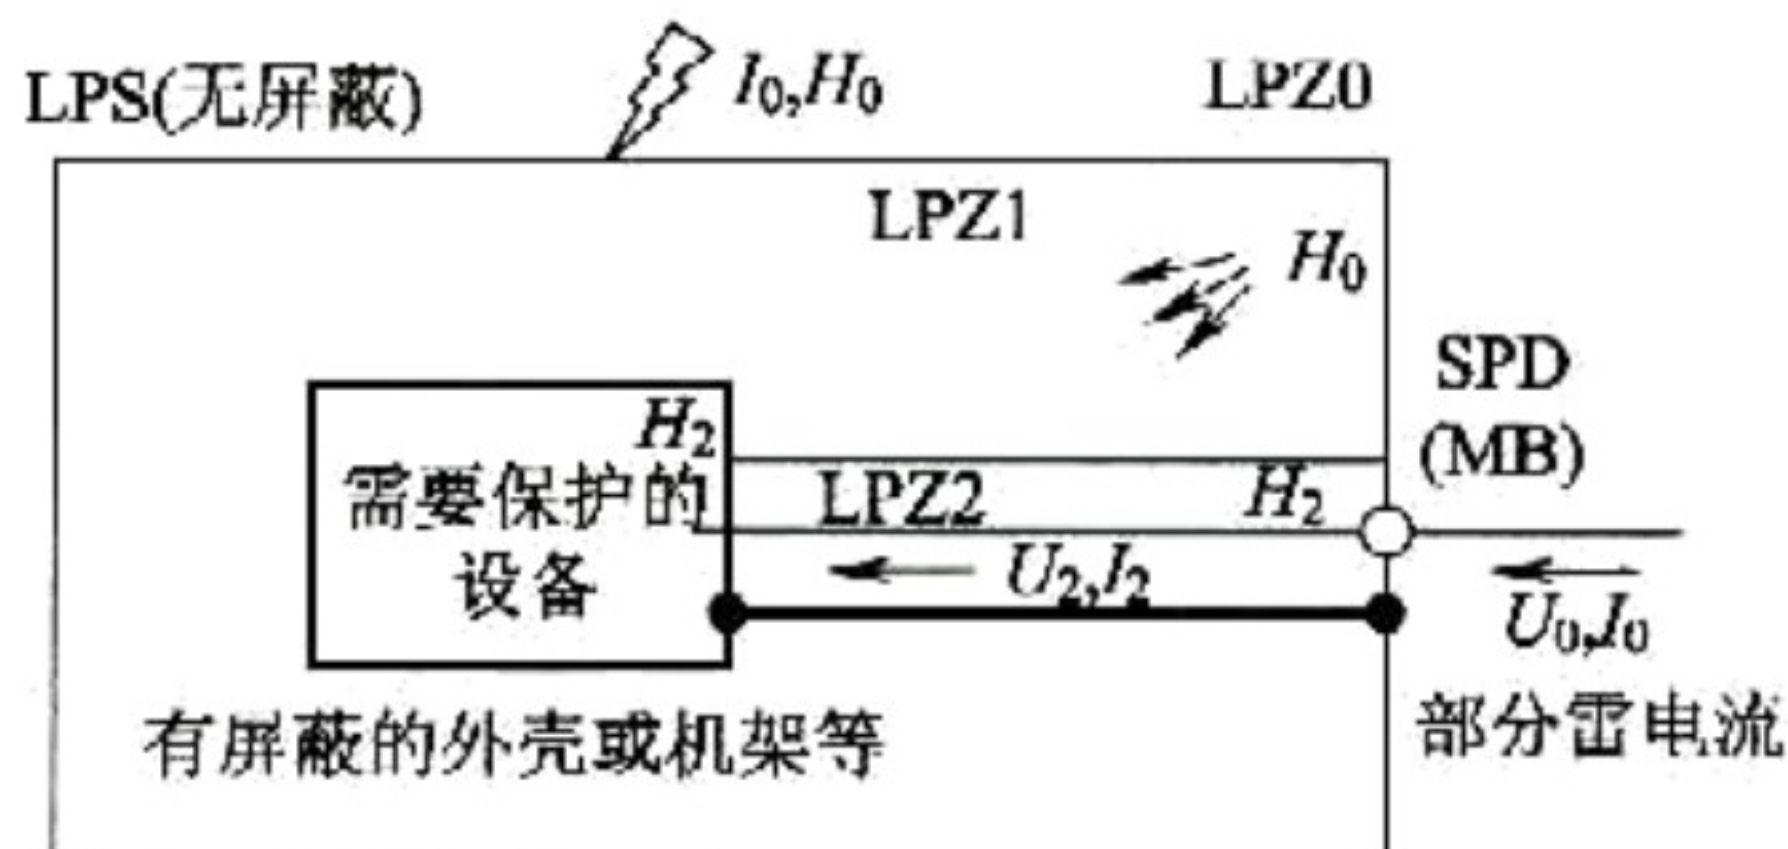 LPS(无屏蔽)
I₀,H₀
LPZ0
LPZ1
H₀
SPD
(MB)
H₂
需要保护的
设备
LPZ2
H₂
U₂,I₂
U₀,I₀
部分雷电流
有屏蔽的外壳或机架等